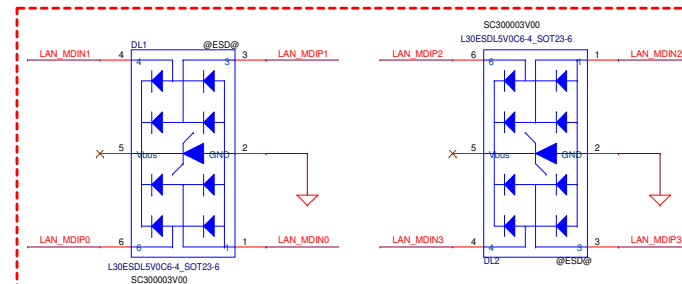 SC300003V00
DL1 @ESD@ L30ESDL5V0C6-4_SOT23-6
LAN_MDIN1 4 4 3 3 LAN_MDIP1
LAN_MDIP2 6 6 1 1 LAN_MDIN2
5 Vbus GND 2
5 Vbus GND 2
LAN_MDIP0 6 6 1 1 LAN_MDIN0
LAN_MDIN3 4 4 3 3 LAN_MDIP3
L30ESDL5V0C6-4_SOT23-6
DL2 @ESD@
SC300003V00